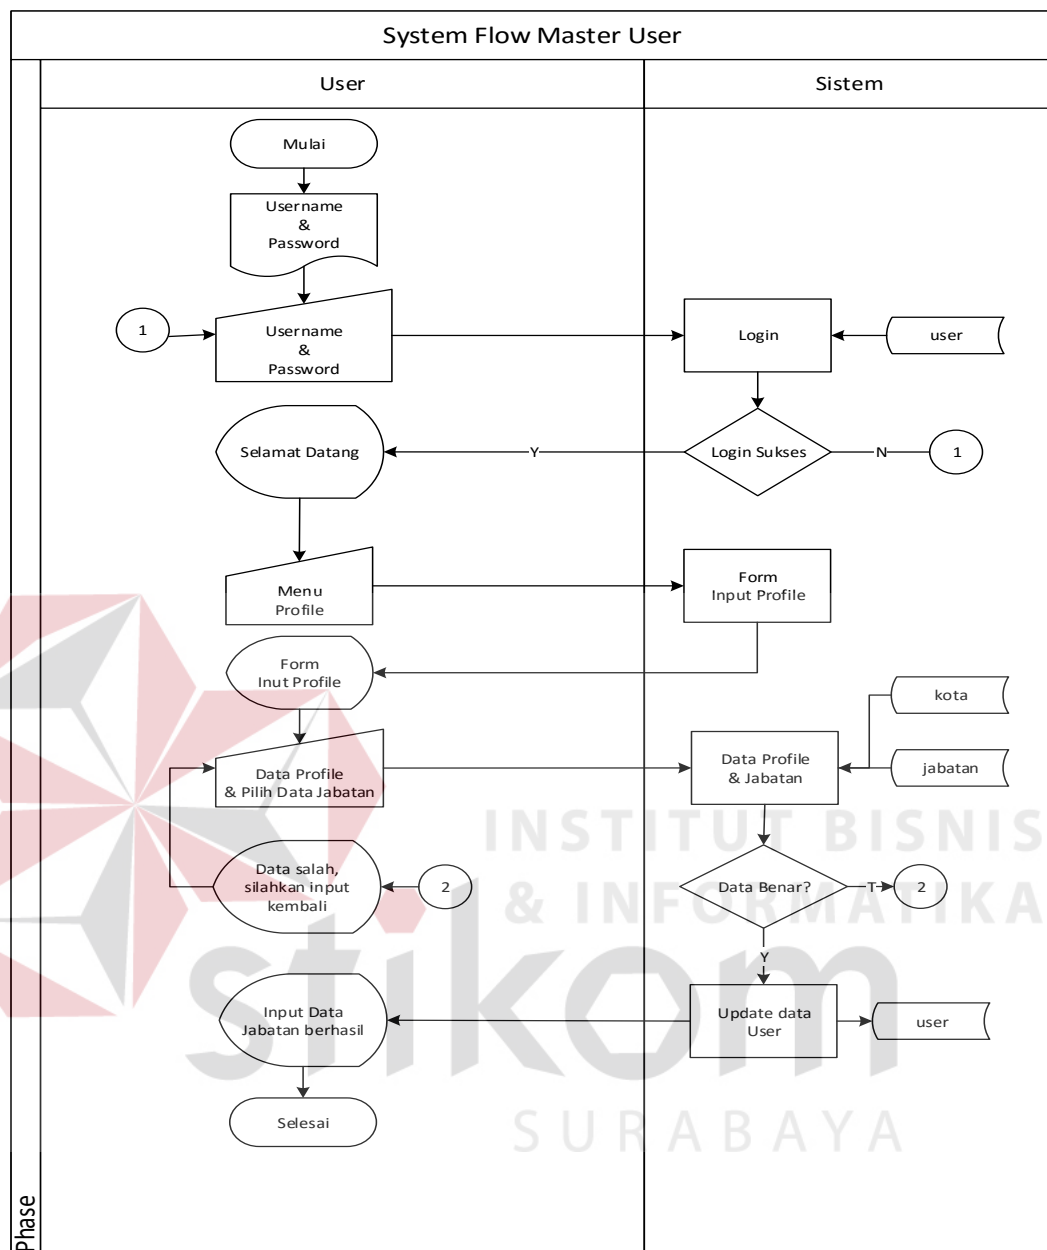 System Flow Master User
User
Sistem
Mulai
Username
&
Password
1
Username
&
Password
Login
user
Selamat Datang
Y
Login Sukses
N
1
Menu
Profile
Form
Input Profile
Form
Inut Profile
kota
Data Profile
& Pilih Data Jabatan
Data Profile
& Jabatan
jabatan
INSTITUT BISNIS
Data salah,
silahkan input
kembali
2
Data Benar?
T
2
& INFORMATIKA
stikom
Y
Input Data
Jabatan berhasil
Update data
User
user
Selesai
SURABAYA
Phase